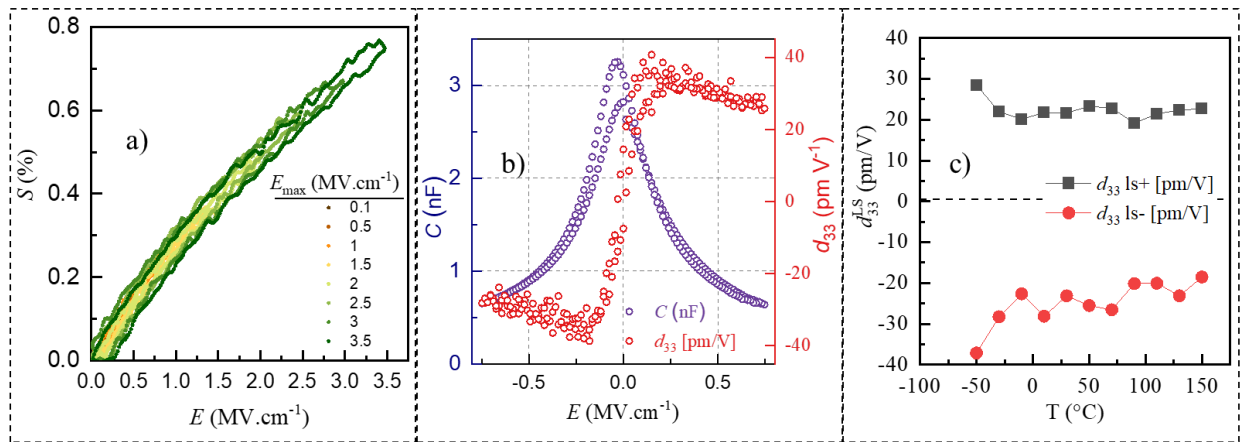 0.8
0.6
0.4
0.2
0.0
S (%)
a)
E_max (MV.cm⁻¹)
0.1
0.5
1
1.5
2
2.5
3
3.5
0.0 0.5 1.0 1.5 2.0 2.5 3.0 3.5
E (MV.cm⁻¹)
3
2
1
0
C (nF)
b)
C (nF)
d₃₃ [pm/V]
40
20
0
-20
-40
d₃₃ (pm V⁻¹)
-0.5 0.0 0.5
E (MV.cm⁻¹)
40
30
20
10
0
-10
-20
-30
-40
d₃₃^LS (pm/V)
c)
d₃₃ ls+ [pm/V]
d₃₃ ls- [pm/V]
-100 -50 0 50 100 150
T (°C)